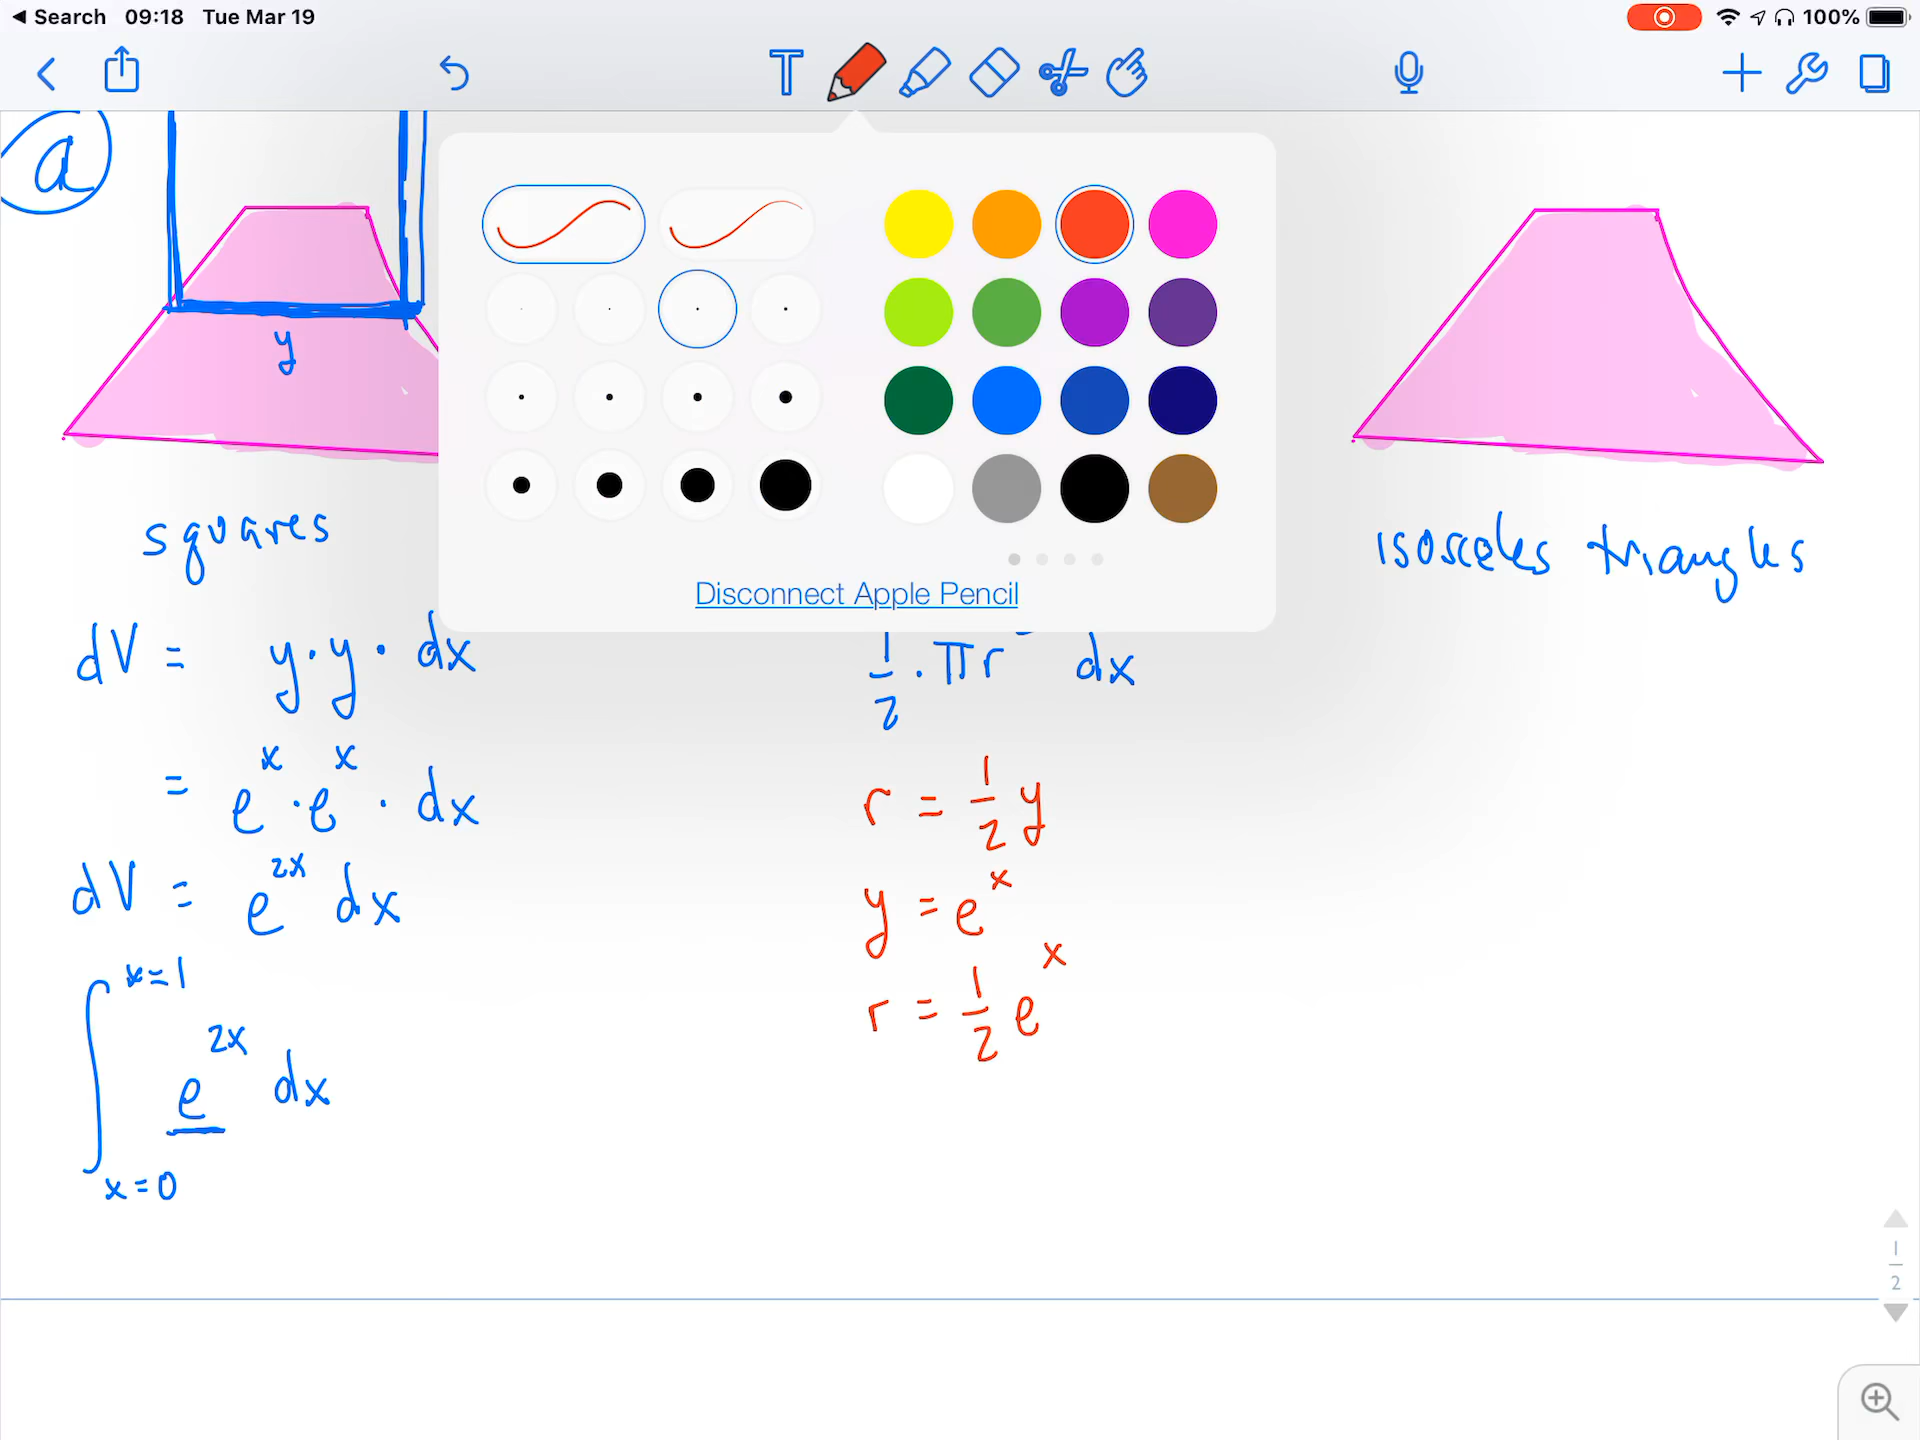 Search 09:18 Tue Mar 19 100%
T
a
y
Disconnect Apple Pencil
squares
dV = y · y · dx
= e^x · e^x · dx
dV = e^2x dx
∫ x=1 x=0 e^2x dx
1/2 · πr dx
r = 1/2 y
y = e^x
r = 1/2 e^x
isosceles triangles
1/2